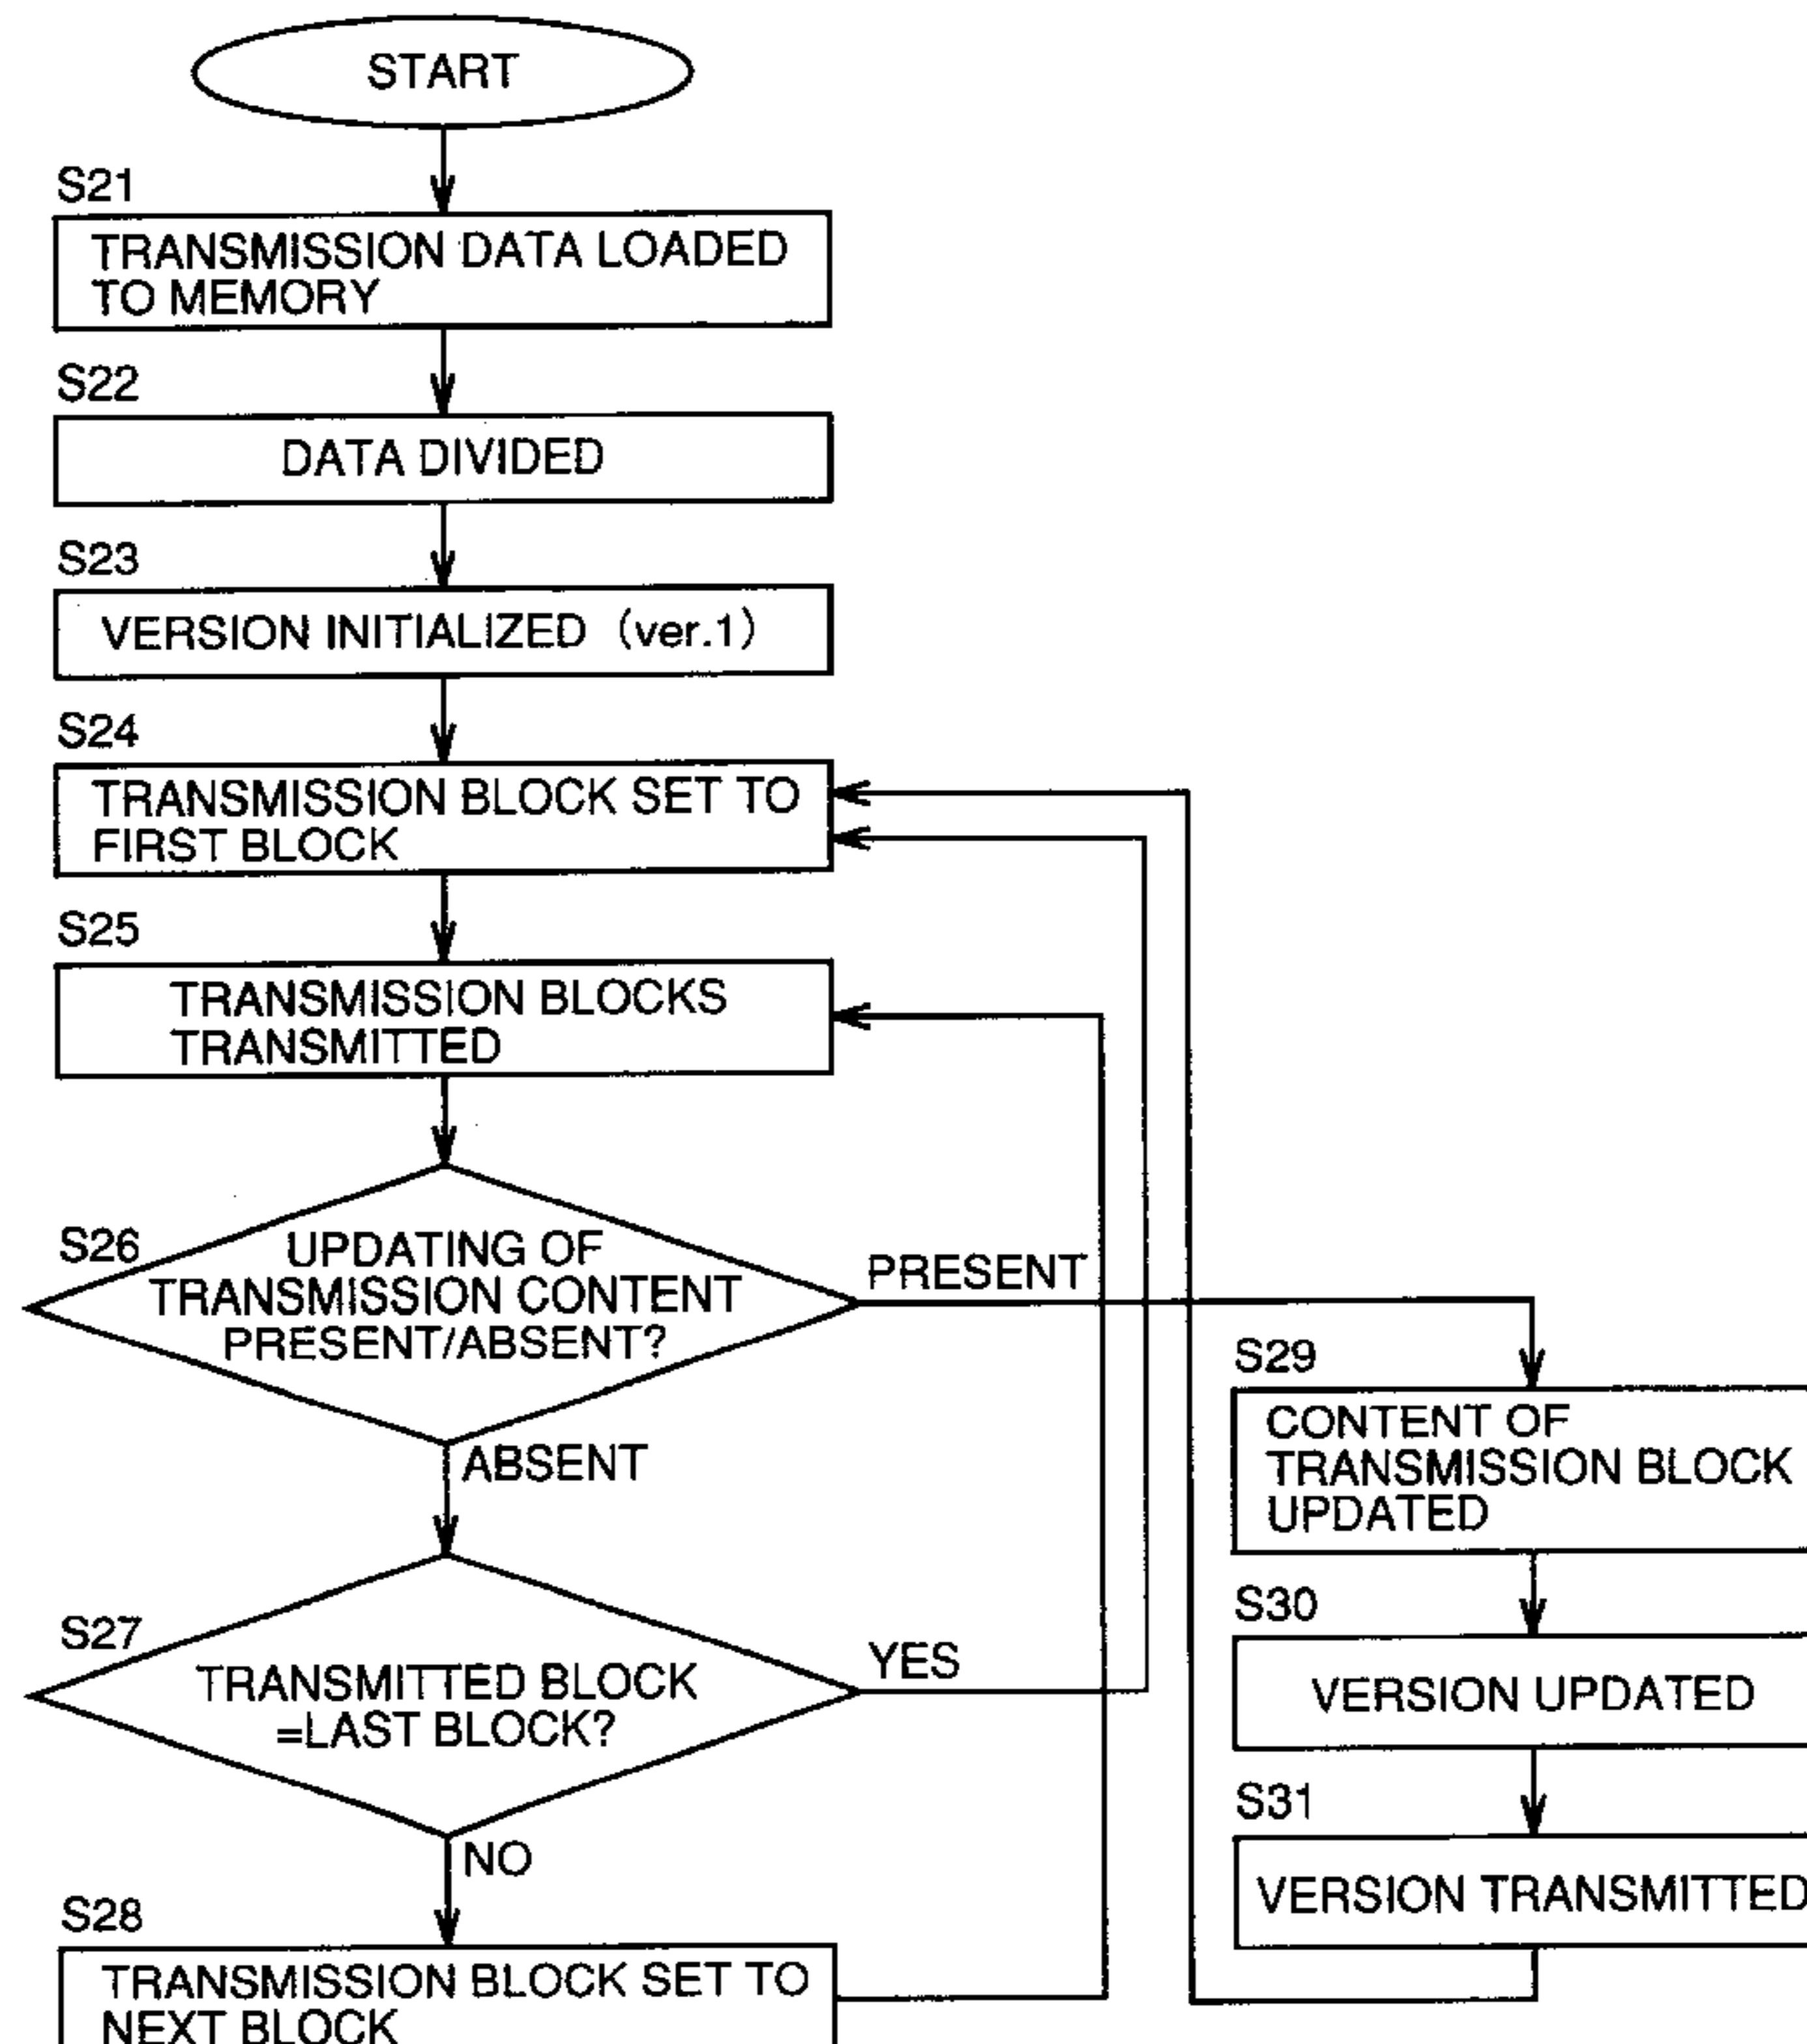 START
S21
TRANSMISSION DATA LOADED
TO MEMORY
S22
DATA DIVIDED
S23
VERSION INITIALIZED (ver.1)
S24
TRANSMISSION BLOCK SET TO
FIRST BLOCK
S25
TRANSMISSION BLOCKS
TRANSMITTED
S26
UPDATING OF
TRANSMISSION CONTENT
PRESENT/ABSENT?
PRESENT
ABSENT
S27
TRANSMITTED BLOCK
=LAST BLOCK?
YES
NO
S28
TRANSMISSION BLOCK SET TO
NEXT BLOCK
S29
CONTENT OF
TRANSMISSION BLOCK
UPDATED
S30
VERSION UPDATED
S31
VERSION TRANSMITTED